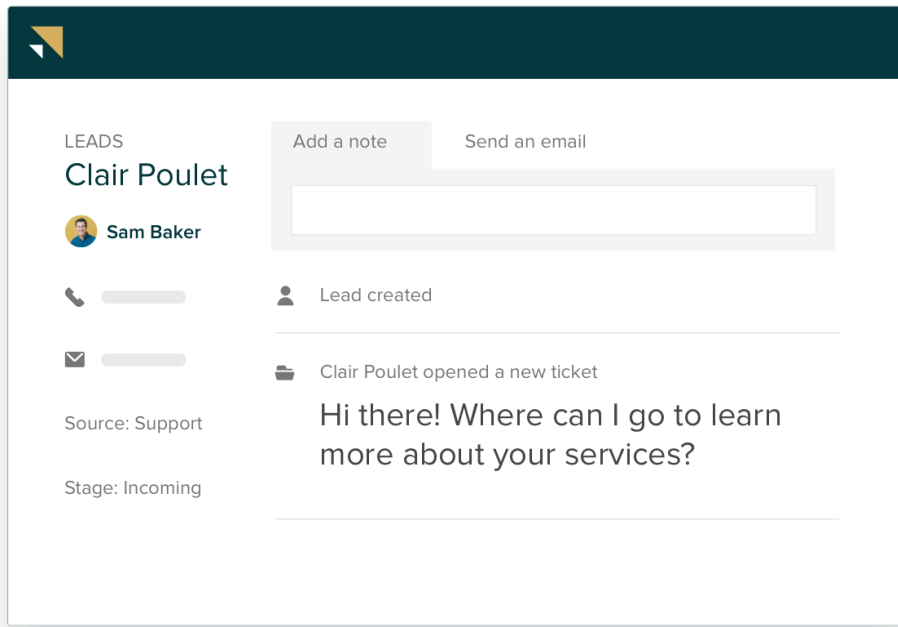 LEADS
Clair Poulet
Sam Baker
Source: Support
Stage: Incoming
Add a note
Send an email
Lead created
Clair Poulet opened a new ticket
Hi there! Where can I go to learn
more about your services?